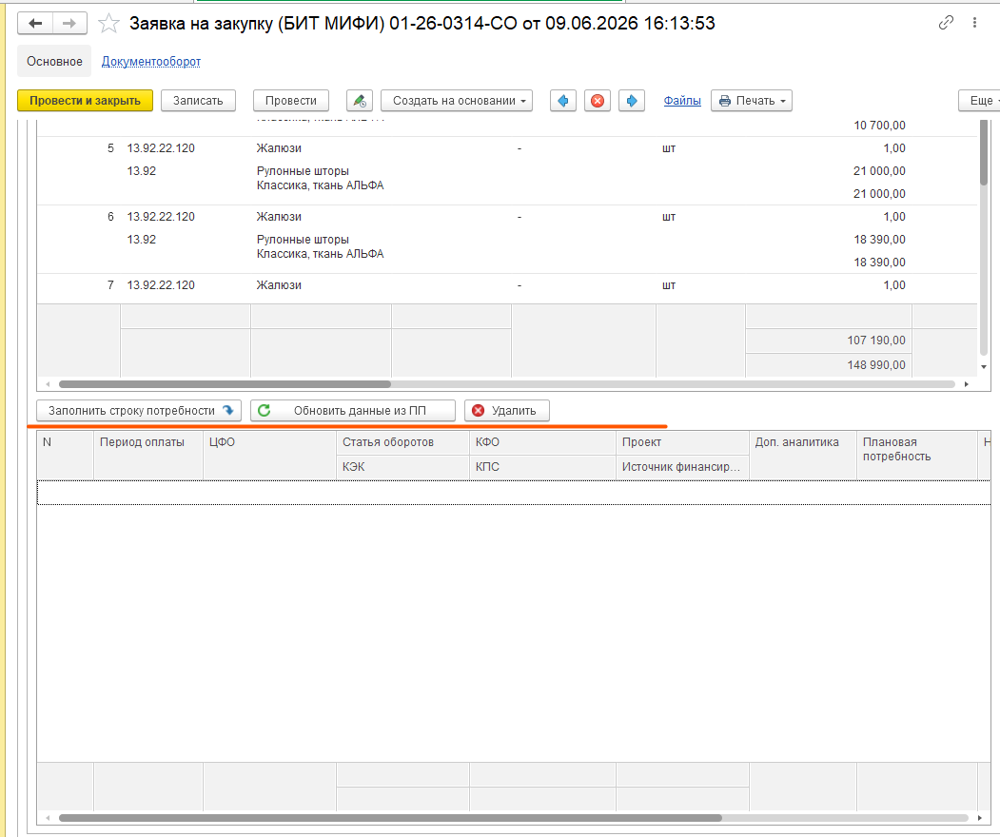 Заявка на закупку (БИТ МИФИ) 01-26-0314-СО от 09.06.2026 16:13:53
Основное Документооборот
Провести и закрыть Записать Провести Создать на основании Файлы Печать Еще
10 700,00
5 13.92.22.120 Жалюзи - шт 1,00
13.92 Рулонные шторы 21 000,00
Классика, ткань АЛЬФА
21 000,00
6 13.92.22.120 Жалюзи - шт 1,00
13.92 Рулонные шторы 18 390,00
Классика, ткань АЛЬФА
18 390,00
7 13.92.22.120 Жалюзи - шт 1,00
107 190,00
148 990,00
Заполнить строку потребности Обновить данные из ПП Удалить
N Период оплаты ЦФО Статья оборотов КФО Проект Доп. аналитика Плановая
потребность
КЭК КПС Источник финансир...